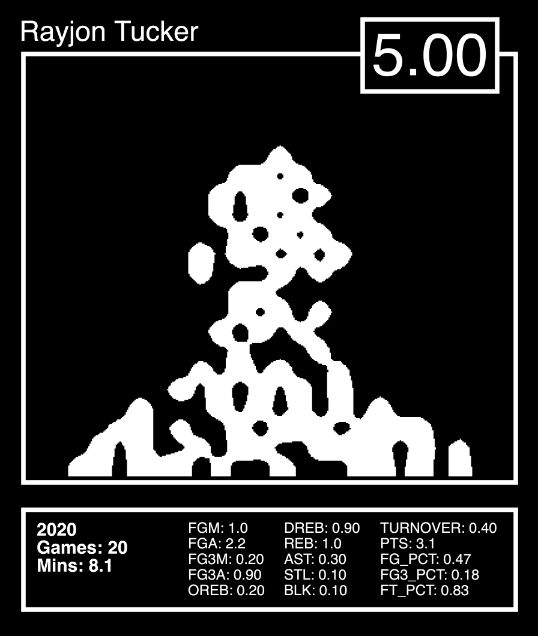 Rayjon Tucker
5.00
2020
Games: 20
Mins: 8.1
FGM: 1.0
FGA: 2.2
FG3M: 0.20
FG3A: 0.90
OREB: 0.20
DREB: 0.90
REB: 1.0
AST: 0.30
STL: 0.10
BLK: 0.10
TURNOVER: 0.40
PTS: 3.1
FG_PCT: 0.47
FG3_PCT: 0.18
FT_PCT: 0.83